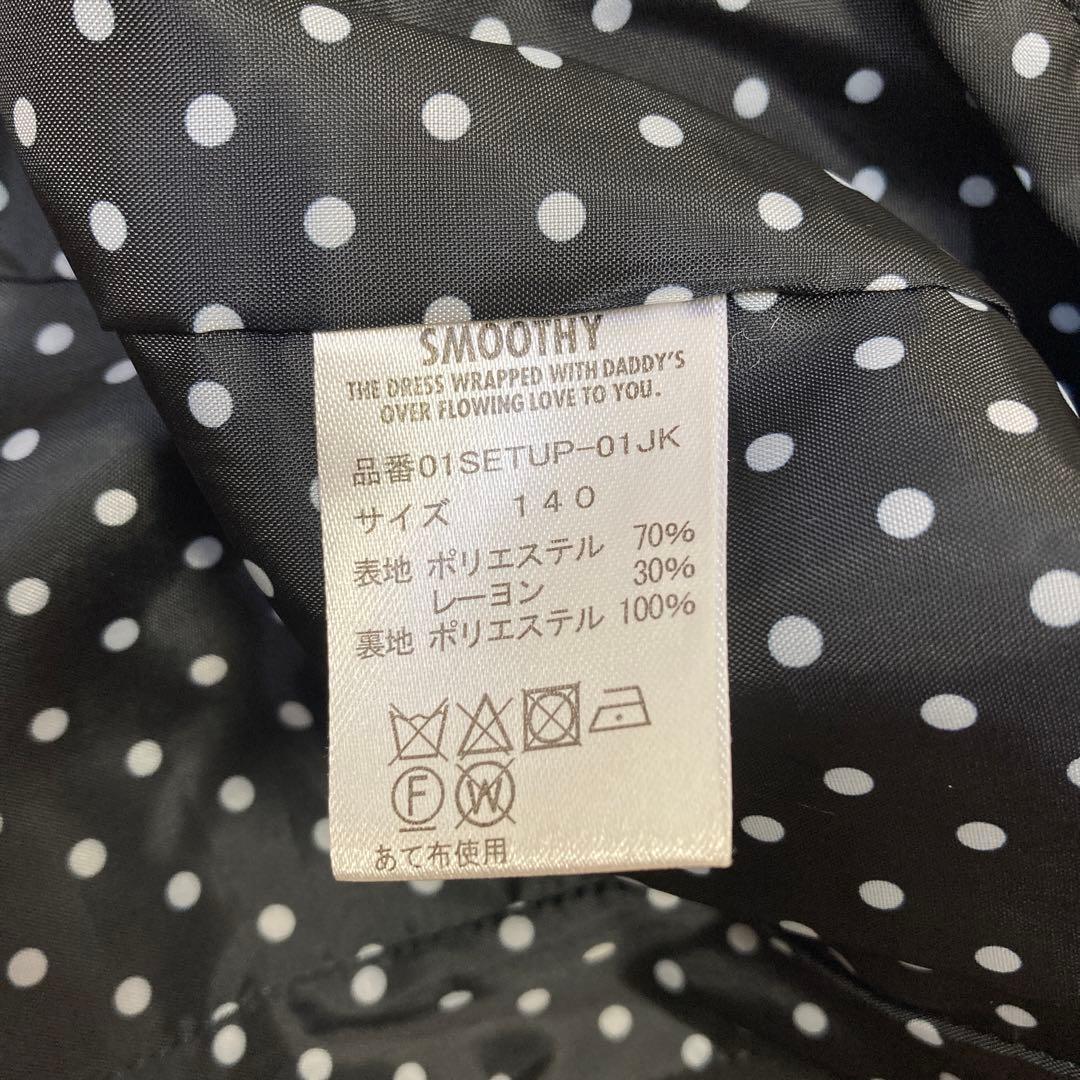 SMOOTHY
THE DRESS WRAPPED WITH DADDY'S
OVER FLOWING LOVE TO YOU.
品番01SETUP-01JK
サイズ 140
表地 ポリエステル 70%
レーヨン 30%
裏地 ポリエステル 100%
F W
あて布使用